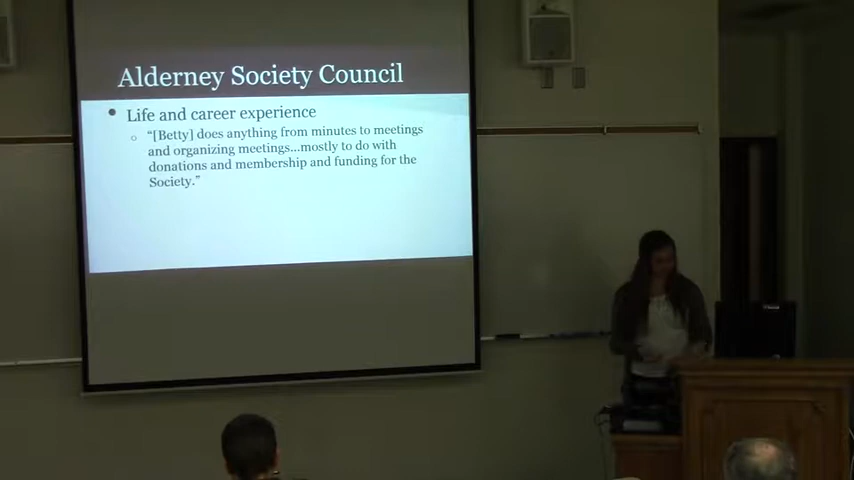 Alderney Society Council
• Life and career experience
○ “[Betty] does anything from minutes to meetings
and organizing meetings...mostly to do with
donations and membership and funding for the
Society.”